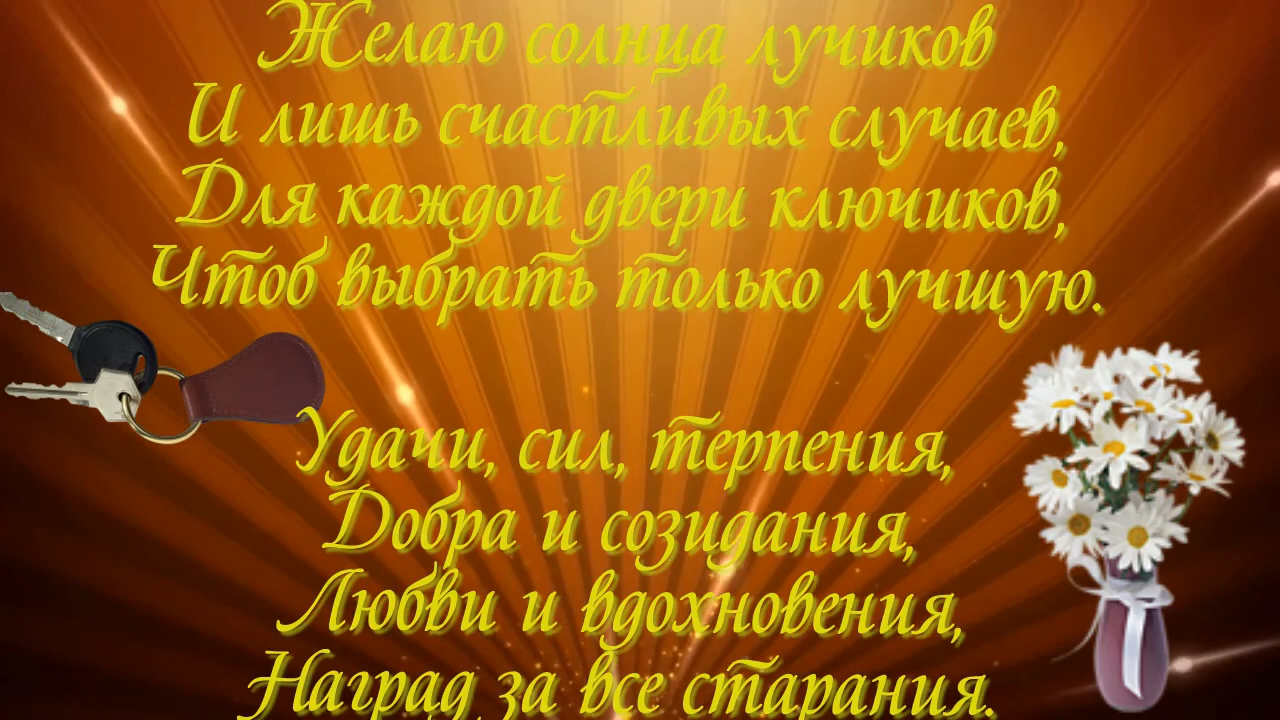 Желаю солнца лучиков
И лишь счастливых случаев,
Для каждой двери ключиков,
Чтоб выбрать только лучшую.
Удачи, сил, терпения,
Добра и созидания,
Любви и вдохновения,
Наград за все старания.